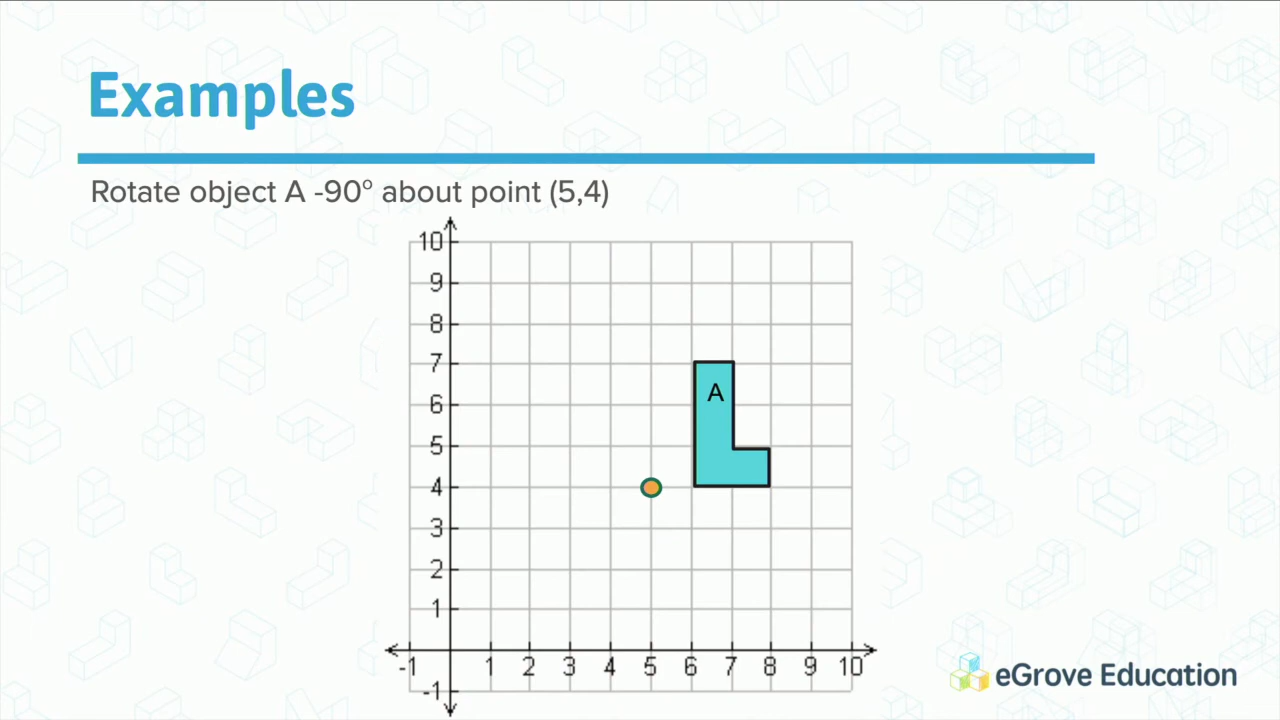 Examples
Rotate object A -90° about point (5,4)
10
9
8
7
6
5
4
3
2
1
-1
A
-1 1 2 3 4 5 6 7 8 9 10
eGrove Education